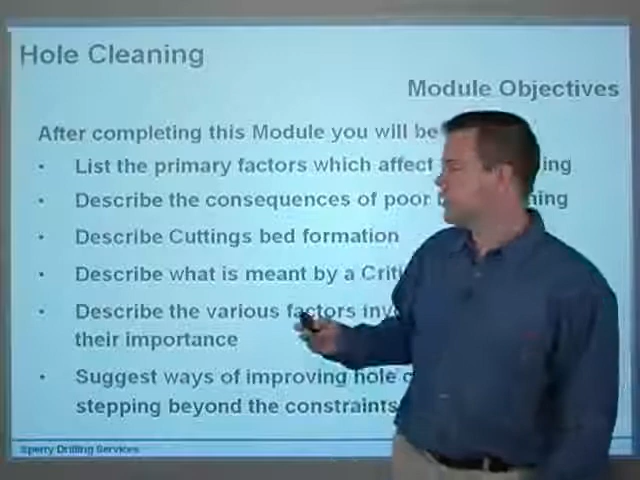 Hole Cleaning
Module Objectives
After completing this Module you will be
• List the primary factors which affect ning
• Describe the consequences of poor ning
• Describe Cuttings bed formation
• Describe what is meant by a Criti
• Describe the various factors inv
their importance
• Suggest ways of improving hole c
stepping beyond the constraints
Sperry Drilling Services